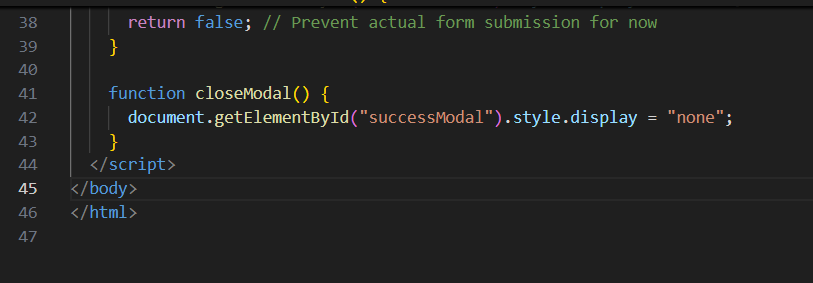 38 return false; // Prevent actual form submission for now
39 }
40
41 function closeModal() {
42 document.getElementById("successModal").style.display = "none";
43 }
44 </script>
45 </body>
46 </html>
47